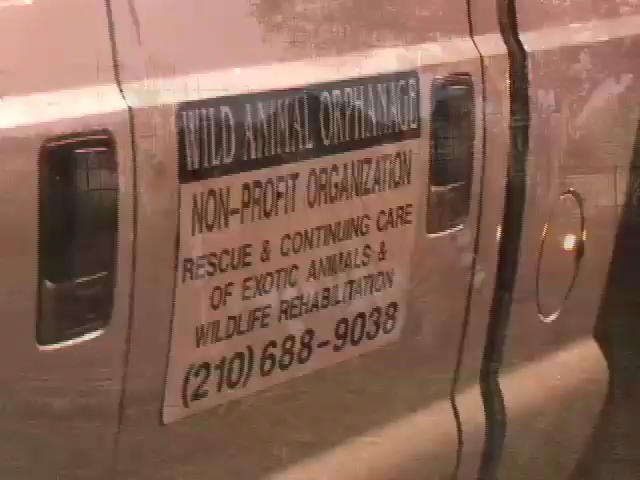 WILD ANIMAL ORPHANAGE
NON-PROFIT ORGANIZATION
RESCUE & CONTINUING CARE
OF EXOTIC ANIMALS &
WILDLIFE REHABILITATION
(210) 688-9038